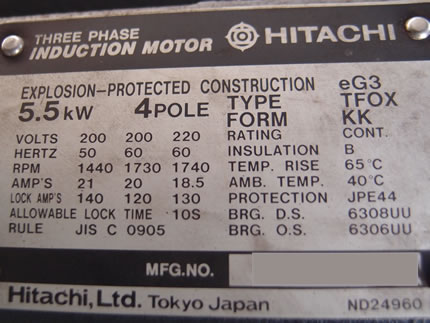 THREE PHASE
INDUCTION MOTOR HITACHI
EXPLOSION-PROTECTED CONSTRUCTION eG3
5.5kW 4POLE TYPE TFOX
FORM KK
VOLTS 200 200 220 RATING CONT.
HERTZ 50 60 60 INSULATION B
RPM 1440 1730 1740 TEMP. RISE 65°C
AMP'S 21 20 18.5 AMB. TEMP. 40°C
LOCK AMP'S 140 120 130 PROTECTION JPE44
ALLOWABLE LOCK TIME 10S BRG. D.S. 6308UU
RULE JIS C 0905 BRG. O.S. 6306UU
MFG.NO.
Hitachi,Ltd. Tokyo Japan ND24960